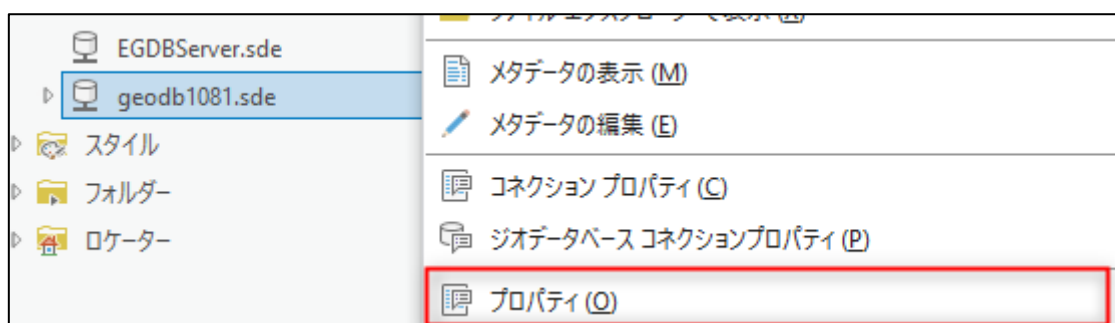 EGDBServer.sde
geodb1081.sde
スタイル
フォルダー
ロケーター
メタデータの表示 (M)
メタデータの編集 (E)
コネクション プロパティ (C)
ジオデータベース コネクションプロパティ (P)
プロパティ (O)